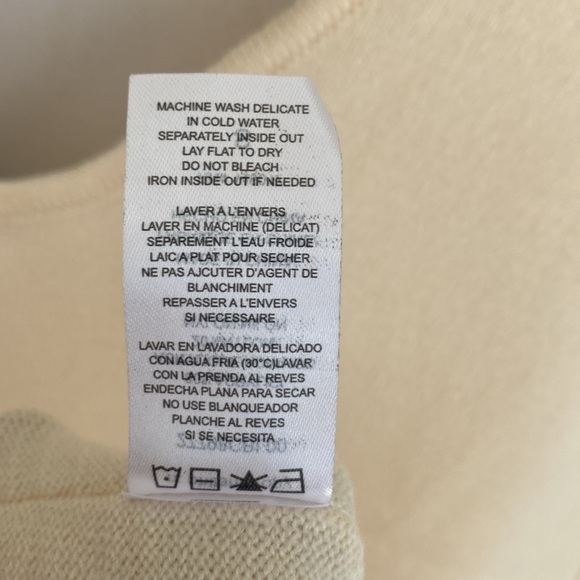 MACHINE WASH DELICATE
IN COLD WATER
SEPARATELY INSIDE OUT
LAY FLAT TO DRY
DO NOT BLEACH
IRON INSIDE OUT IF NEEDED
LAVER A L'ENVERS
LAVER EN MACHINE (DELICAT)
SEPAREMENT L'EAU FROIDE
LAIC A PLAT POUR SECHER
NE PAS AJCUTER D'AGENT DE
BLANCHIMENT
REPASSER A L'ENVERS
SI NECESSAIRE
LAVAR EN LAVADORA DELICADO
CON AGUA FRIA (30°C)LAVAR
CON LA PRENDA AL REVES
ENDECHA PLANA PARA SECAR
NO USE BLANQUEADOR
PLANCHE AL REVES
SI SE NECESITA